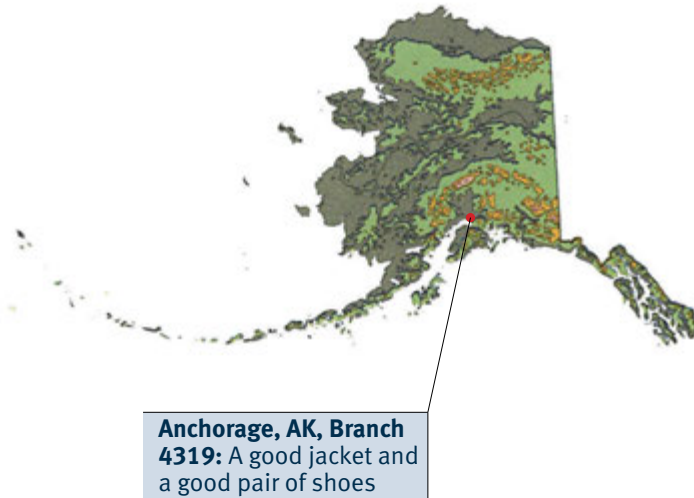 Anchorage, AK, Branch
4319: A good jacket and
a good pair of shoes